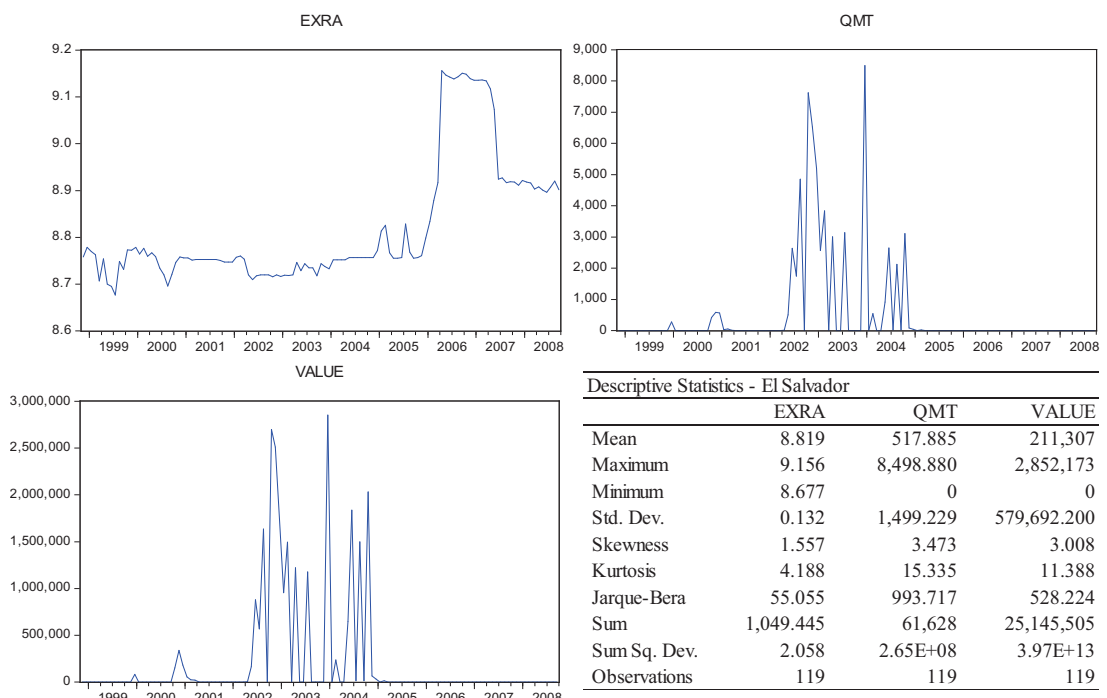 EXRA
9.2
9.1
9.0
8.9
8.8
8.7
8.6
1999 2000 2001 2002 2003 2004 2005 2006 2007 2008
QMT
9,000
8,000
7,000
6,000
5,000
4,000
3,000
2,000
1,000
0
1999 2000 2001 2002 2003 2004 2005 2006 2007 2008
VALUE
3,000,000
2,500,000
2,000,000
1,500,000
1,000,000
500,000
0
1999 2000 2001 2002 2003 2004 2005 2006 2007 2008
Descriptive Statistics - El Salvador
EXRA QMT VALUE
Mean 8.819 517.885 211,307
Maximum 9.156 8,498.880 2,852,173
Minimum 8.677 0 0
Std. Dev. 0.132 1,499.229 579,692.200
Skewness 1.557 3.473 3.008
Kurtosis 4.188 15.335 11.388
Jarque-Bera 55.055 993.717 528.224
Sum 1,049.445 61,628 25,145,505
Sum Sq. Dev. 2.058 2.65E+08 3.97E+13
Observations 119 119 119